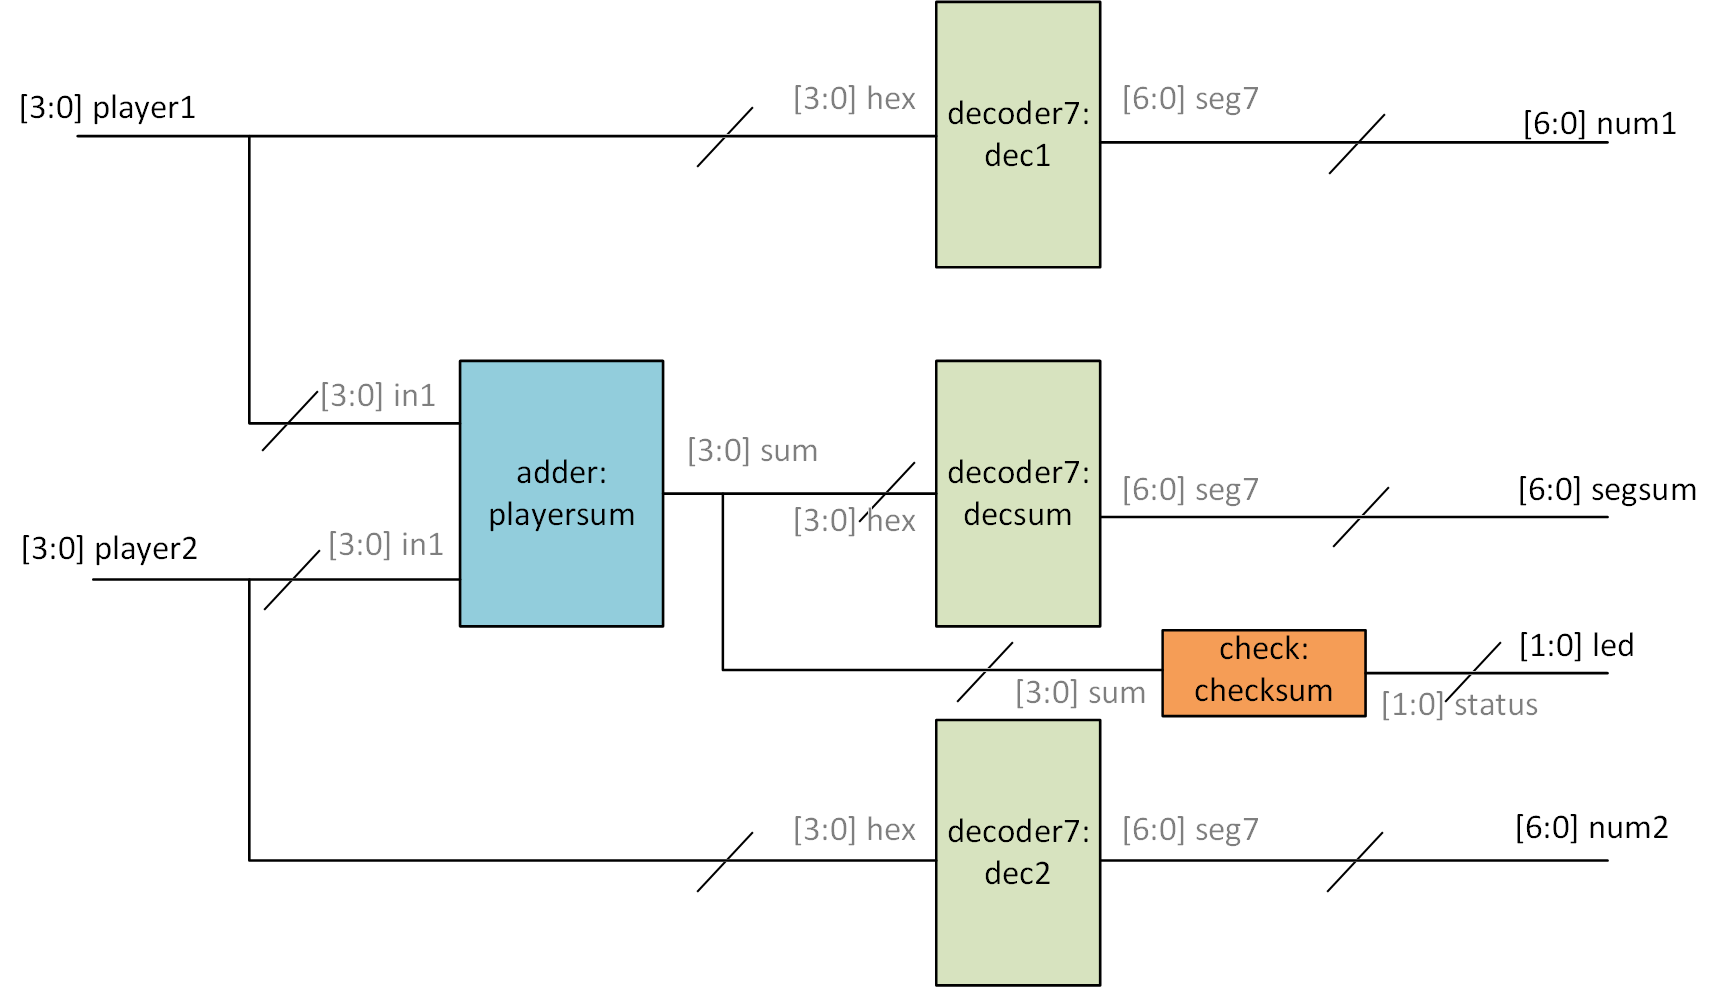 [3:0] player1
[3:0] hex
decoder7:
dec1
[6:0] seg7
[6:0] num1
[3:0] in1
adder:
playersum
[3:0] sum
[3:0] hex
decoder7:
decsum
[6:0] seg7
[6:0] segsum
[3:0] player2
[3:0] in1
[3:0] sum
check:
checksum
[1:0] led
[1:0] status
[3:0] hex
decoder7:
dec2
[6:0] seg7
[6:0] num2